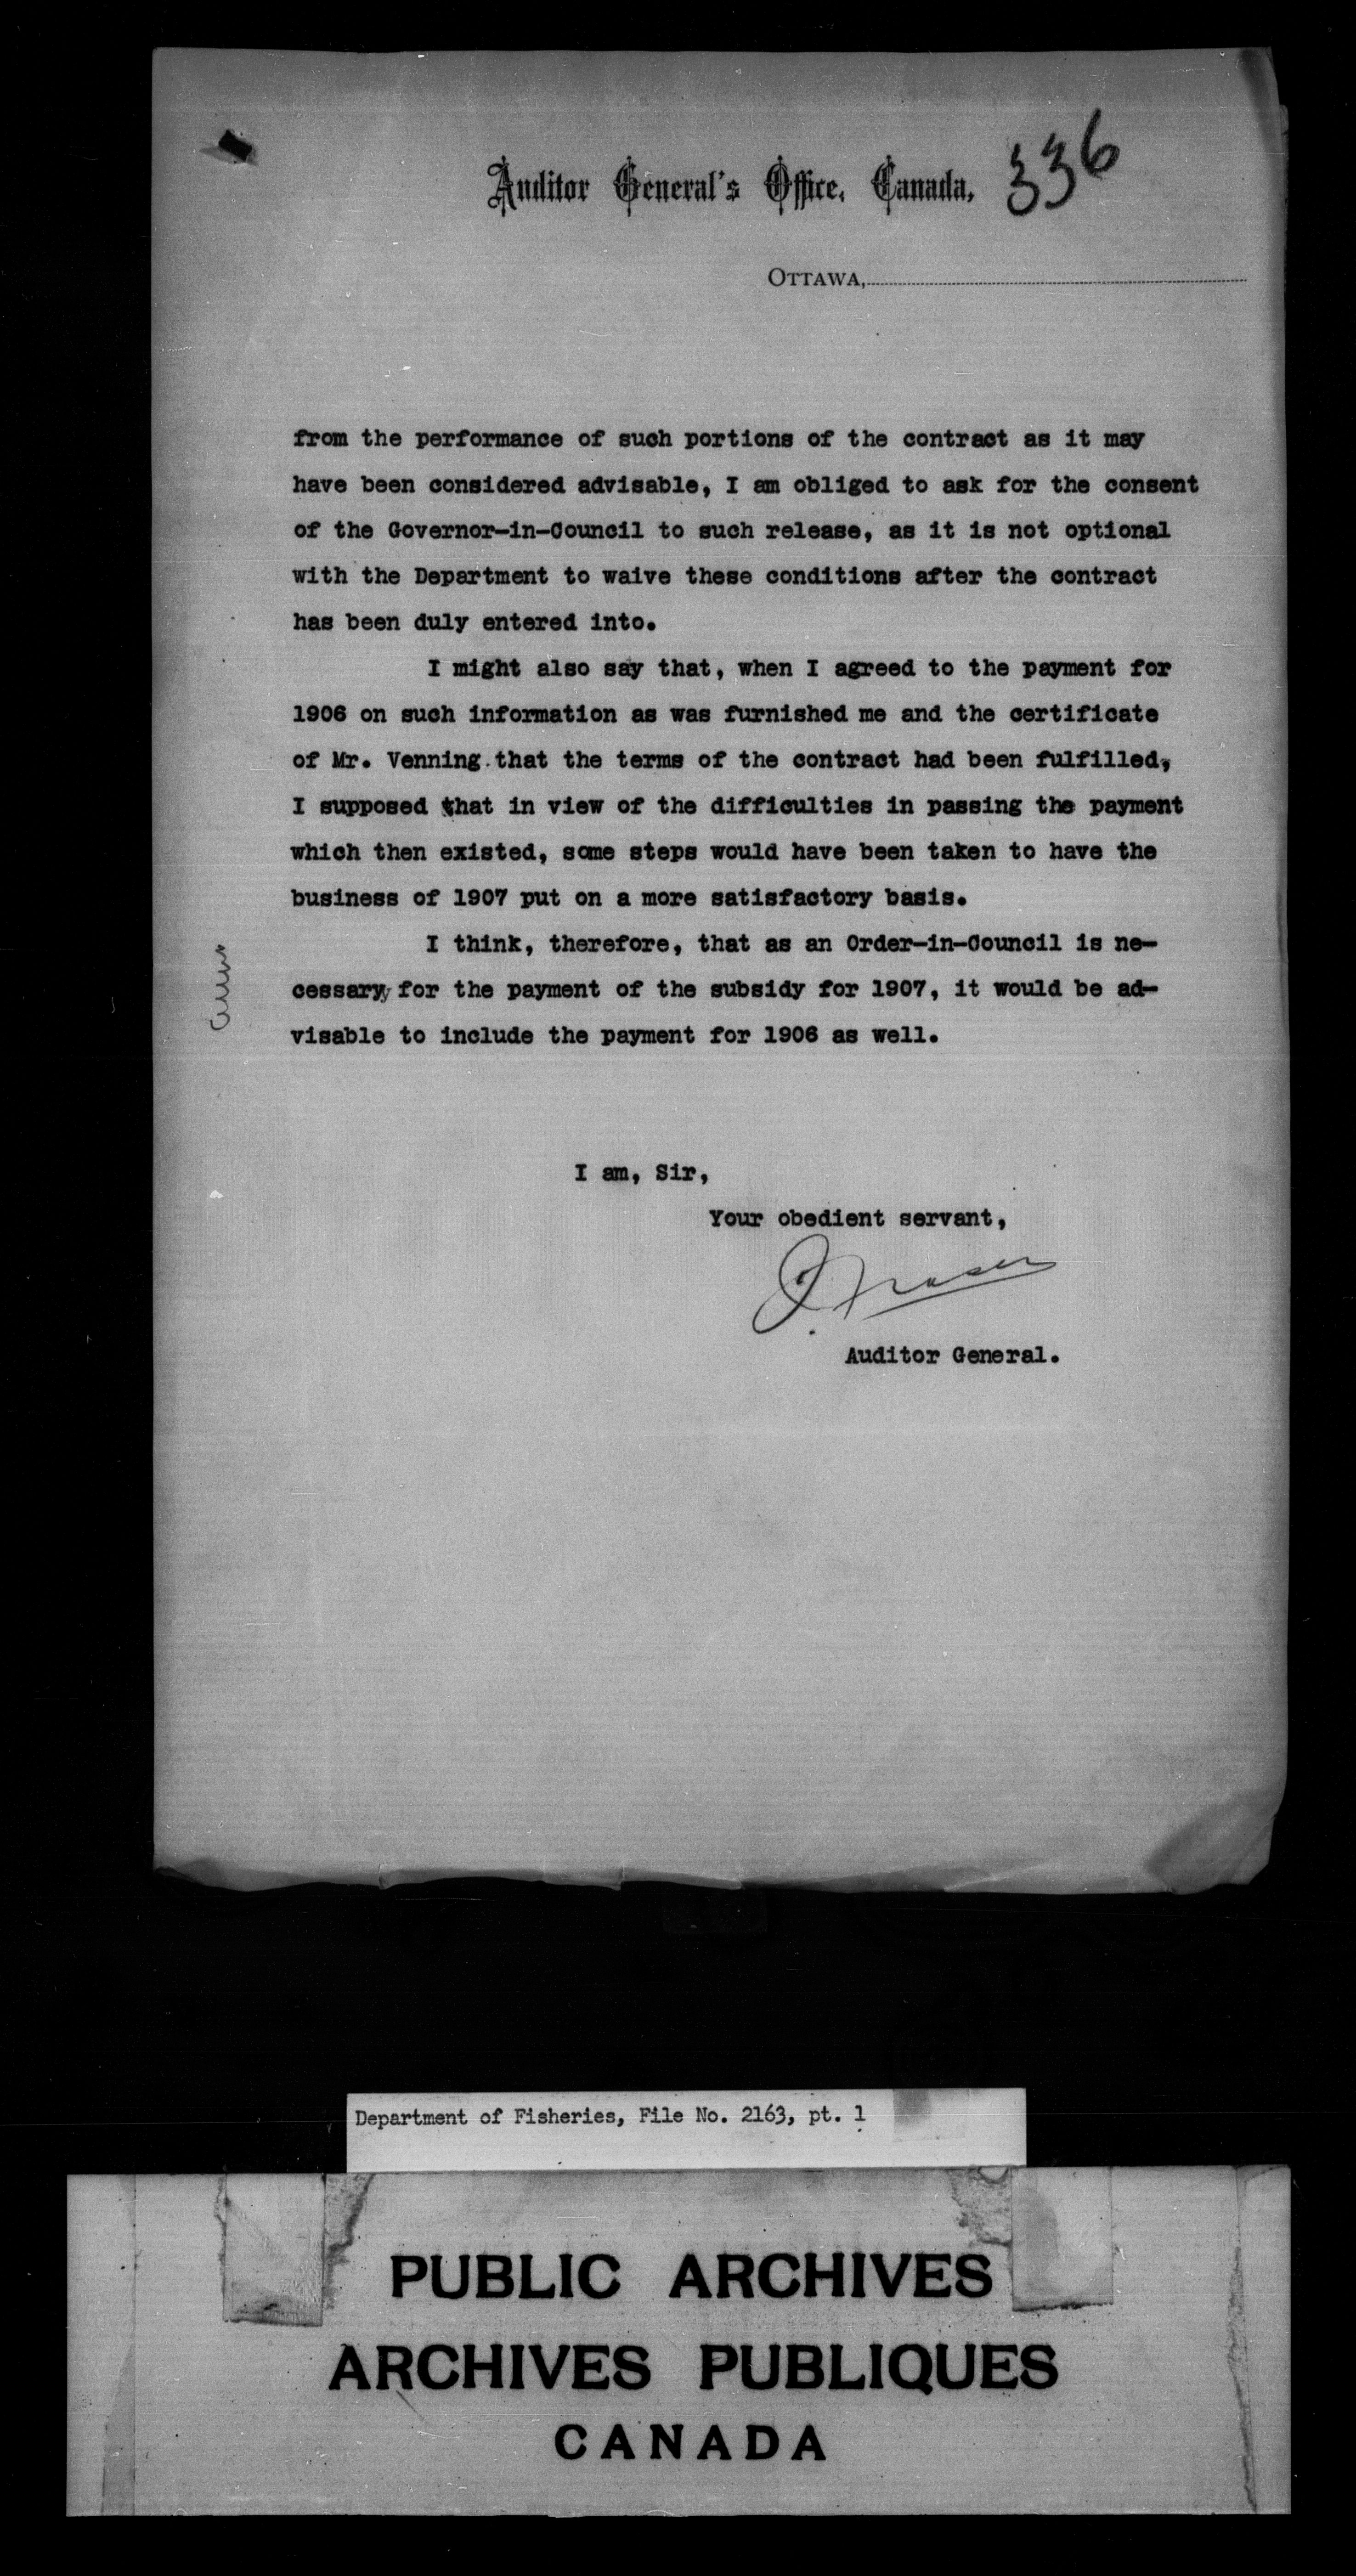 Auditor General's Office, Canada, 336
OTTAWA,
from the performance of such portions of the contract as it may
have been considered advisable, I am obliged to ask for the consent
of the Governor-in-Council to such release, as it is not optional
with the Department to waive these conditions after the contract
has been duly entered into.
I might also say that, when I agreed to the payment for
1906 on such information as was furnished me and the certificate
of Mr. Venning that the terms of the contract had been fulfilled,
I supposed that in view of the difficulties in passing the payment
which then existed, some steps would have been taken to have the
business of 1907 put on a more satisfactory basis.
I think, therefore, that as an Order-in-Council is ne-
cessary for the payment of the subsidy for 1907, it would be ad-
visable to include the payment for 1906 as well.
I am, Sir,
Your obedient servant,
J. Fraser
Auditor General.
Department of Fisheries, File No. 2163, pt. 1
PUBLIC ARCHIVES
ARCHIVES PUBLIQUES
CANADA